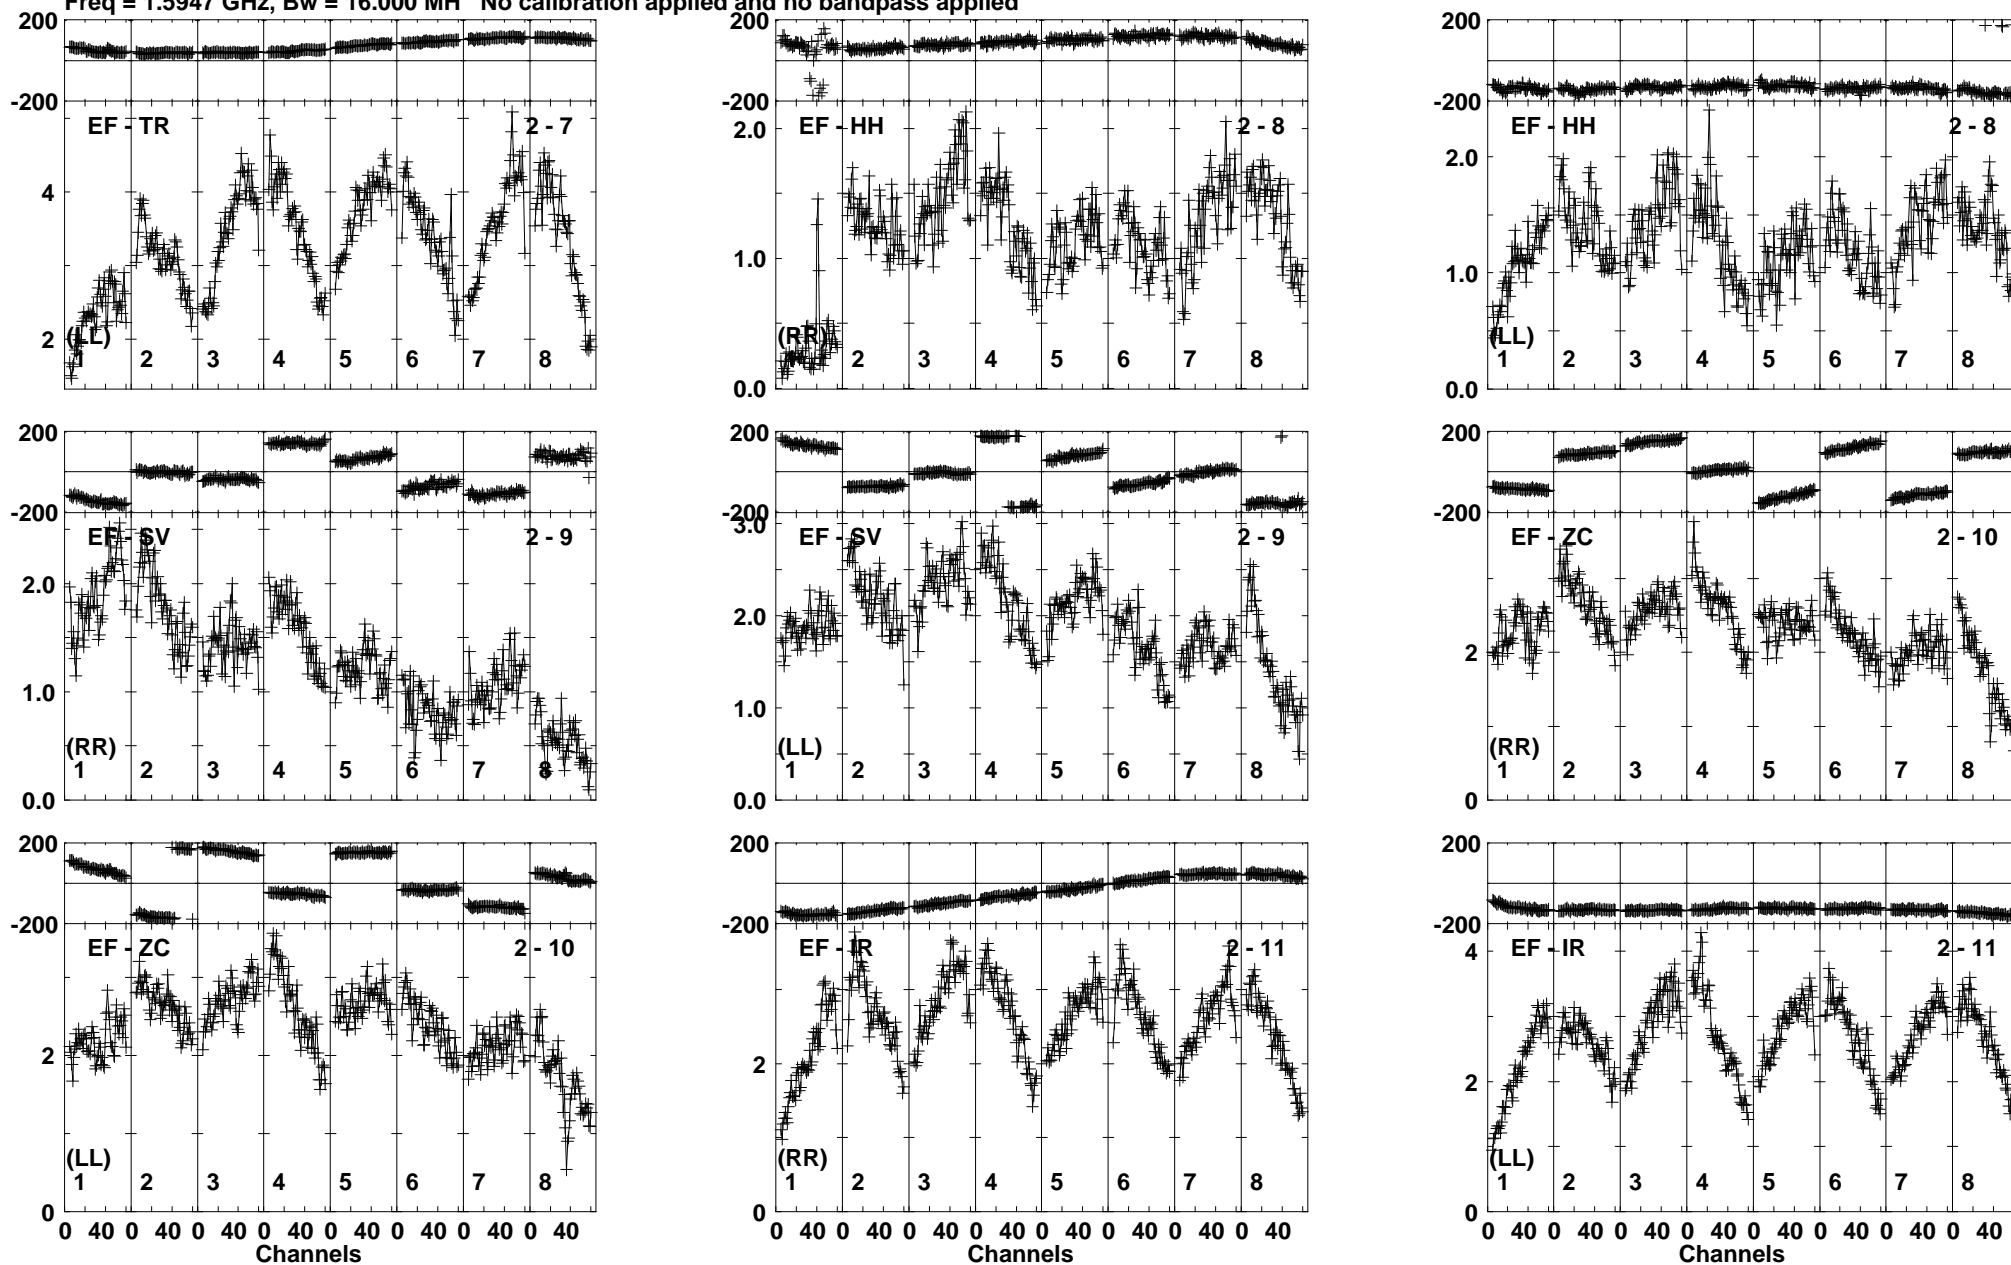 Freq = 1.5947 GHz, Bw = 16.000 MH No calibration applied and no bandpass applied
200 200 200
-200 -200 -200
EF - TR 2 - 7 EF - HH 2 - 8 EF - HH 2 - 8
2.0 2.0
4
1.0 1.0
2 (LL) (RR) (LL)
1 2 3 4 5 6 7 8 1 2 3 4 5 6 7 8 1 2 3 4 5 6 7 8
0.0 0.0
200 200 200
-200 -200 -200
EF - SV 2 - 9 3.0 EF - SV 2 - 9 EF - ZC 2 - 10
2.0 2.0 2
1.0 1.0
(RR) (LL) (RR)
1 2 3 4 5 6 7 8 1 2 3 4 5 6 7 8 1 2 3 4 5 6 7 8
0.0 0.0 0
200 200 200
-200 -200 -200
EF - ZC 2 - 10 EF - IR 2 - 11 4 EF - IR 2 - 11
2 2 2
(LL) (RR) (LL)
1 2 3 4 5 6 7 8 1 2 3 4 5 6 7 8 1 2 3 4 5 6 7 8
0 0 0
0 40 0 40 0 40 0 40 0 40 0 40 0 40 0 40 0 40 0 40 0 40 0 40 0 40 0 40 0 40 0 40 0 40 0 40 0 40 0 40 0 40 0 40 0 40 0 40
Channels Channels Channels